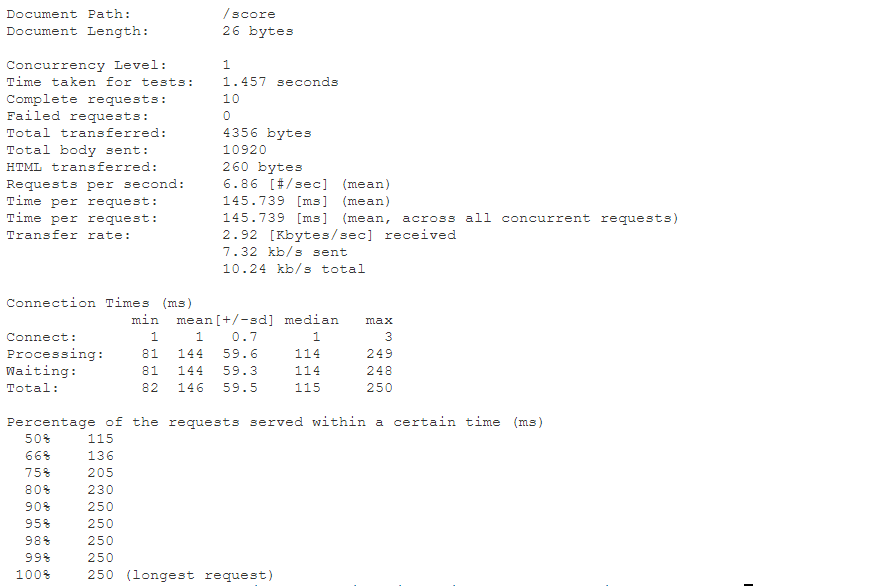 Document Path:          /score
Document Length:        26 bytes

Concurrency Level:      1
Time taken for tests:   1.457 seconds
Complete requests:      10
Failed requests:        0
Total transferred:      4356 bytes
Total body sent:        10920
HTML transferred:       260 bytes
Requests per second:    6.86 [#/sec] (mean)
Time per request:       145.739 [ms] (mean)
Time per request:       145.739 [ms] (mean, across all concurrent requests)
Transfer rate:          2.92 [Kbytes/sec] received
                        7.32 kb/s sent
                        10.24 kb/s total

Connection Times (ms)
              min  mean[+/-sd] median   max
Connect:        1    1   0.7      1       3
Processing:    81  144  59.6    114     249
Waiting:       81  144  59.3    114     248
Total:         82  146  59.5    115     250

Percentage of the requests served within a certain time (ms)
  50%    115
  66%    136
  75%    205
  80%    230
  90%    250
  95%    250
  98%    250
  99%    250
 100%    250 (longest request)